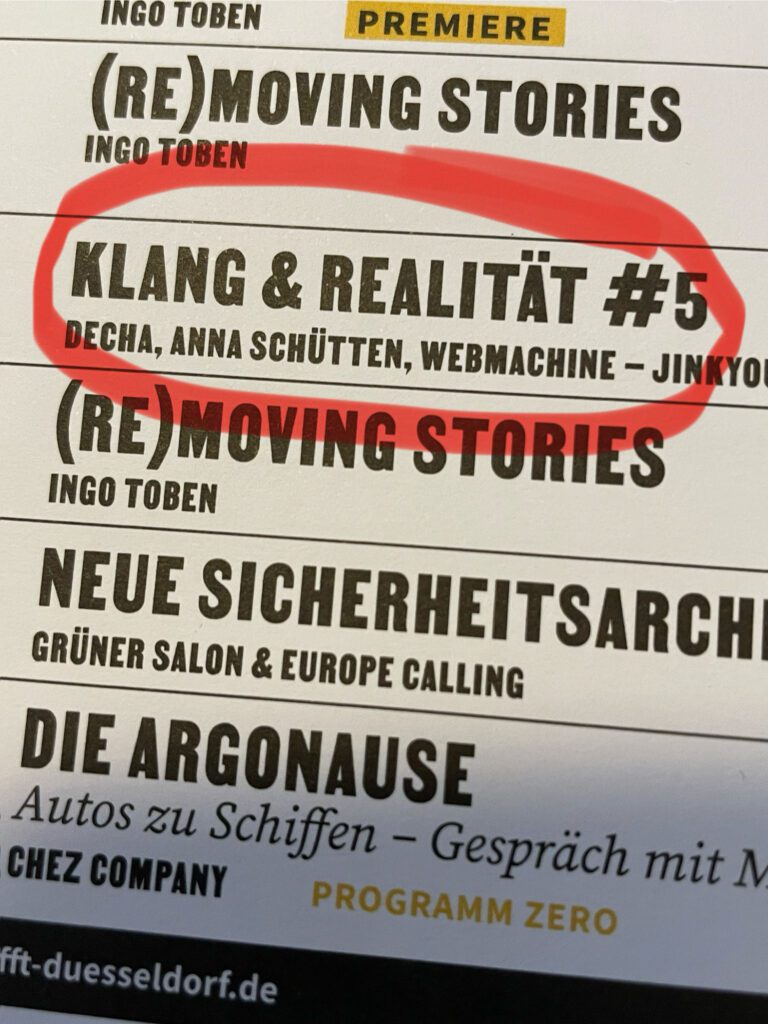 INGO TOBEN PREMIERE
(RE)MOVING STORIES
INGO TOBEN
KLANG & REALITÄT #5
DECHA, ANNA SCHÜTTEN, WEBMACHINE – JINKYOU
(RE)MOVING STORIES
INGO TOBEN
NEUE SICHERHEITSARCHI
GRÜNER SALON & EUROPE CALLING
DIE ARGONAUSE
Autos zu Schiffen – Gespräch mit M
CHEZ COMPANY PROGRAMM ZERO
fft-duesseldorf.de